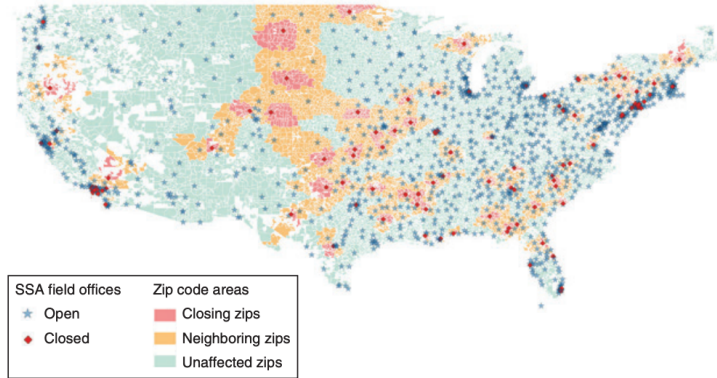 SSA field offices
Zip code areas
Open
Closing zips
Closed
Neighboring zips
Unaffected zips